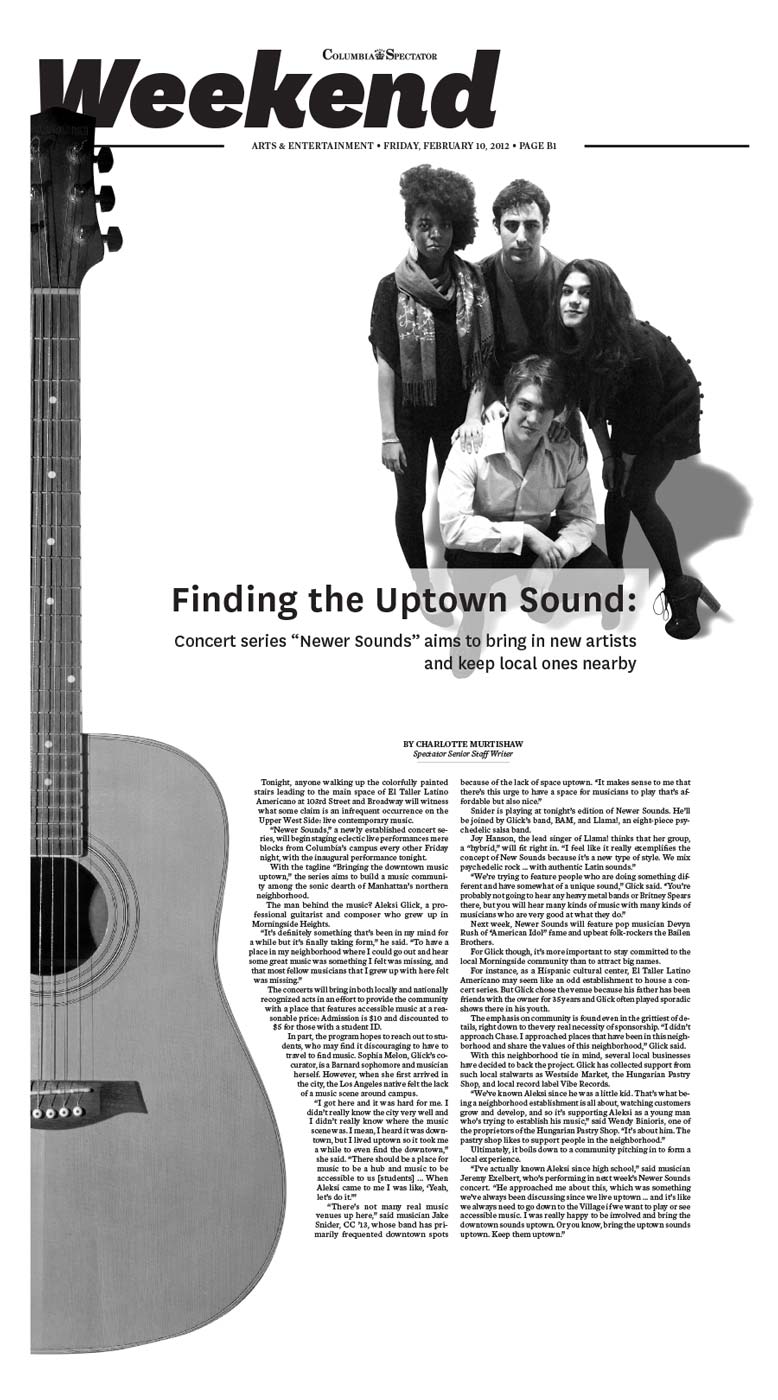 COLUMBIA SPECTATOR
Weekend
ARTS & ENTERTAINMENT • FRIDAY, FEBRUARY 10, 2012 • PAGE B1
Finding the Uptown Sound:
Concert series “Newer Sounds” aims to bring in new artists
and keep local ones nearby
BY CHARLOTTE MURTISHAW
Spectator Senior Staff Writer
Tonight, anyone walking up the colorfully painted
stairs leading to the main space of El Taller Latino
Americano at 103rd Street and Broadway will witness
what some claim is an infrequent occurrence on the
Upper West Side: live contemporary music.
“Newer Sounds,” a newly established concert se-
ries, will begin staging eclectic live performances mere
blocks from Columbia’s campus every other Friday
night, with the inaugural performance tonight.
With the tagline “Bringing the downtown music
uptown,” the series aims to build a music communi-
ty among the sonic dearth of Manhattan’s northern
neighborhood.
The man behind the music? Aleksi Glick, a pro-
fessional guitarist and composer who grew up in
Morningside Heights.
“It’s definitely something that’s been in my mind for
a while but it’s finally taking form,” he said. “To have a
place in my neighborhood where I could go out and hear
some great music was something I felt was missing, and
that most fellow musicians that I grew up with here felt
was missing.”
The concerts will bring in both locally and nationally
recognized acts in an effort to provide the community
with a place that features accessible music at a rea-
sonable price: Admission is $10 and discounted to
$5 for those with a student ID.
In part, the program hopes to reach out to stu-
dents, who may find it discouraging to have to
travel to find music. Sophia Melon, Glick’s co-
curator, is a Barnard sophomore and musician
herself. However, when she first arrived in
the city, the Los Angeles native felt the lack
of a music scene around campus.
“I got here and it was hard for me. I
didn’t really know the city very well and
I didn’t really know where the music
scene was. I mean, I heard it was down-
town, but I lived uptown so it took me
a while to even find the downtown,”
she said. “There should be a place for
music to be a hub and music to be
accessible to us [students] ... When
Aleksi came to me I was like, ‘Yeah,
let’s do it.’”
“There’s not many real music
venues up here,” said musician Jake
Snider, CC ’13, whose band has pri-
marily frequented downtown spots
because of the lack of space uptown. “It makes sense to me that
there’s this urge to have a space for musicians to play that’s af-
fordable but also nice.”
Snider is playing at tonight’s edition of Newer Sounds. He’ll
be joined by Glick’s band, BAM, and Llama!, an eight-piece psy-
chedelic salsa band.
Joy Hanson, the lead singer of Llama! thinks that her group,
a “hybrid,” will fit right in. “I feel like it really exemplifies the
concept of New Sounds because it’s a new type of style. We mix
psychedelic rock ... with authentic Latin sounds.”
“We’re trying to feature people who are doing something dif-
ferent and have somewhat of a unique sound,” Glick said. “You’re
probably not going to hear any heavy metal bands or Britney Spears
there, but you will hear many kinds of music with many kinds of
musicians who are very good at what they do.”
Next week, Newer Sounds will feature pop musician Devyn
Rush of “American Idol” fame and upbeat folk-rockers the Bailen
Brothers.
For Glick though, it’s more important to stay committed to the
local Morningside community than to attract big names.
For instance, as a Hispanic cultural center, El Taller Latino
Americano may seem like an odd establishment to house a con-
cert series. But Glick chose the venue because his father has been
friends with the owner for 35 years and Glick often played sporadic
shows there in his youth.
The emphasis on community is found even in the grittiest of de-
tails, right down to the very real necessity of sponsorship. “I didn’t
approach Chase. I approached places that have been in this neigh-
borhood and share the values of this neighborhood,” Glick said.
With this neighborhood tie in mind, several local businesses
have decided to back the project. Glick has collected support from
such local stalwarts as Westside Market, the Hungarian Pastry
Shop, and local record label Vibe Records.
“We’ve known Aleksi since he was a little kid. That’s what be-
ing a neighborhood establishment is all about, watching customers
grow and develop, and so it’s supporting Aleksi as a young man
who’s trying to establish his music,” said Wendy Binioris, one of
the proprietors of the Hungarian Pastry Shop. “It’s about him. The
pastry shop likes to support people in the neighborhood.”
Ultimately, it boils down to a community pitching in to form a
local experience.
“I’ve actually known Aleksi since high school,” said musician
Jeremy Exelbert, who’s performing in next week’s Newer Sounds
concert. “He approached me about this, which was something
we’ve always been discussing since we live uptown ... and it’s like
we always need to go down to the Village if we want to play or see
accessible music. I was really happy to be involved and bring the
downtown sounds uptown. Or you know, bring the uptown sounds
uptown. Keep them uptown.”